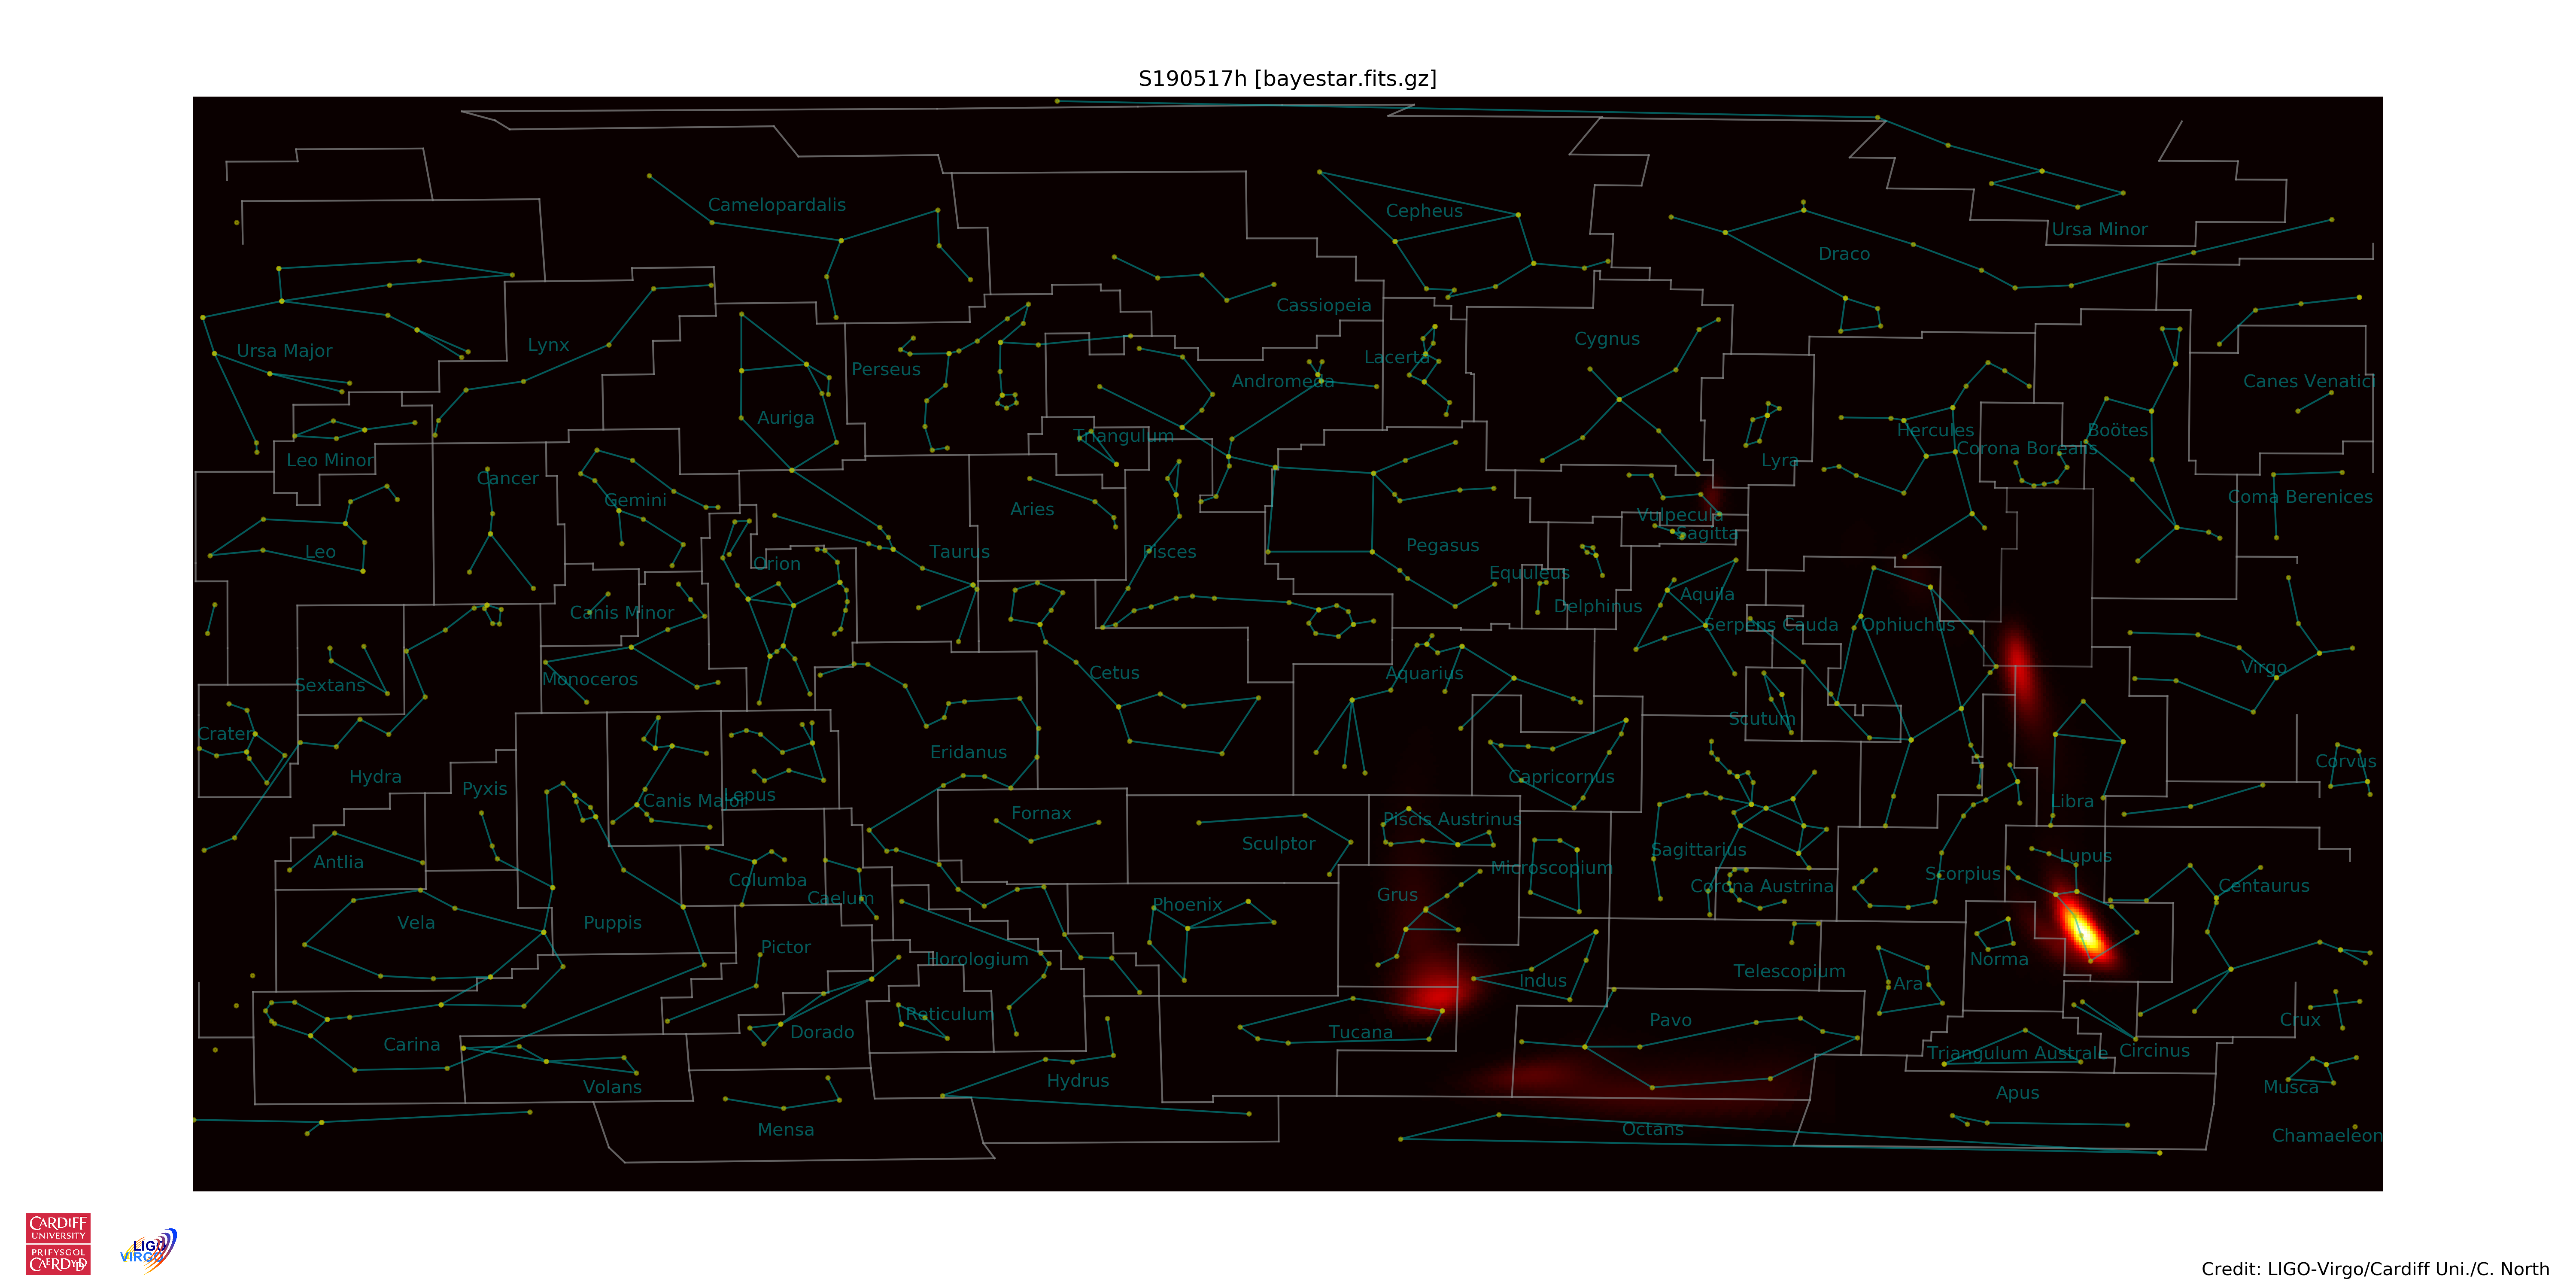 S190517h [bayestar.fits.gz]
Camelopardalis
Cepheus
Ursa Minor
Draco
Cassiopeia
Ursa Major
Lynx
Cygnus
Lacerta
Perseus
Andromeda
Canes Venatici
Auriga
Triangulum
Hercules
Boötes
Corona Borealis
Leo Minor
Lyra
Cancer
Gemini
Coma Berenices
Aries
Vulpecula
Sagitta
Leo
Taurus
Pisces
Pegasus
Orion
Equuleus
Aquila
Delphinus
Canis Minor
Serpens Cauda
Ophiuchus
Virgo
Cetus
Aquarius
Monoceros
Sextans
Scutum
Crater
Eridanus
Corvus
Hydra
Capricornus
Pyxis
Lepus
Canis Major
Libra
Fornax
Piscis Austrinus
Sculptor
Sagittarius
Lupus
Antlia
Microscopium
Scorpius
Columba
Corona Austrina
Centaurus
Grus
Caelum
Phoenix
Vela
Puppis
Pictor
Horologium
Norma
Telescopium
Indus
Ara
Reticulum
Pavo
Crux
Dorado
Tucana
Carina
Circinus
Triangulum Australe
Hydrus
Volans
Musca
Apus
Mensa
Octans
Chamaeleon
CARDIFF
UNIVERSITY
PRIFYSGOL
CAERDYDD
LIGO
VIRGO
Credit: LIGO-Virgo/Cardiff Uni./C. North